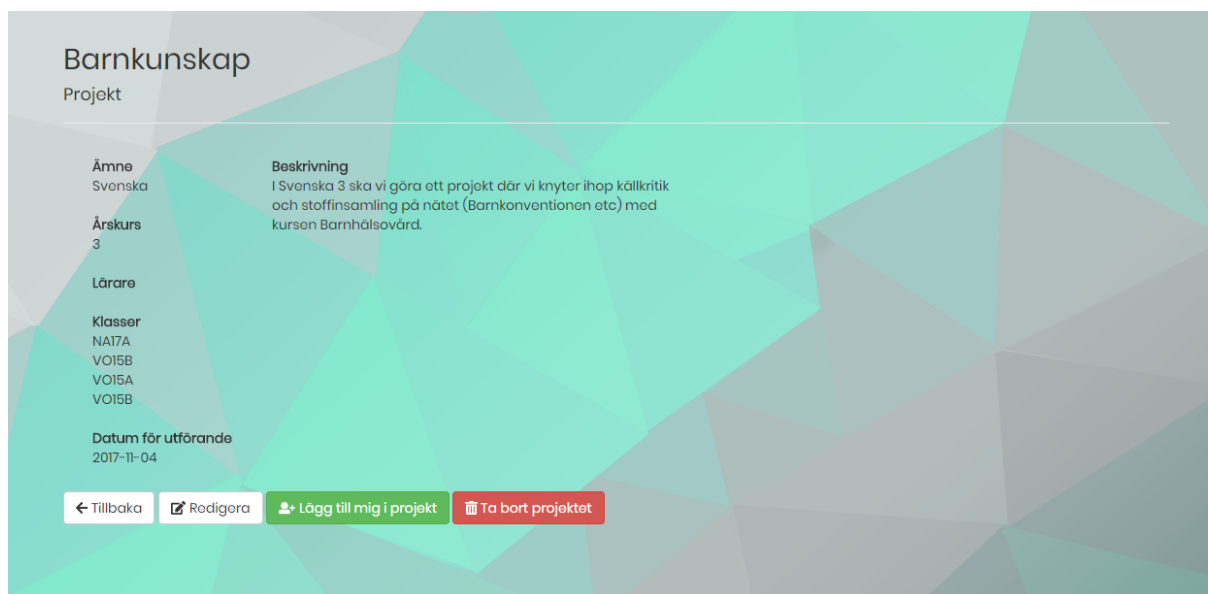 Barnkunskap
Projekt
Ämne
Svenska
Årskurs
3
Lärare
Klasser
NA17A
VO15B
VO15A
VO15B
Datum för utförande
2017-11-04
Beskrivning
I Svenska 3 ska vi göra ett projekt där vi knyter ihop källkritik
och stoffinsamling på nätet (Barnkonventionen etc) med
kursen Barnhälsovård.
Tillbaka
Redigera
Lägg till mig i projekt
Ta bort projektet